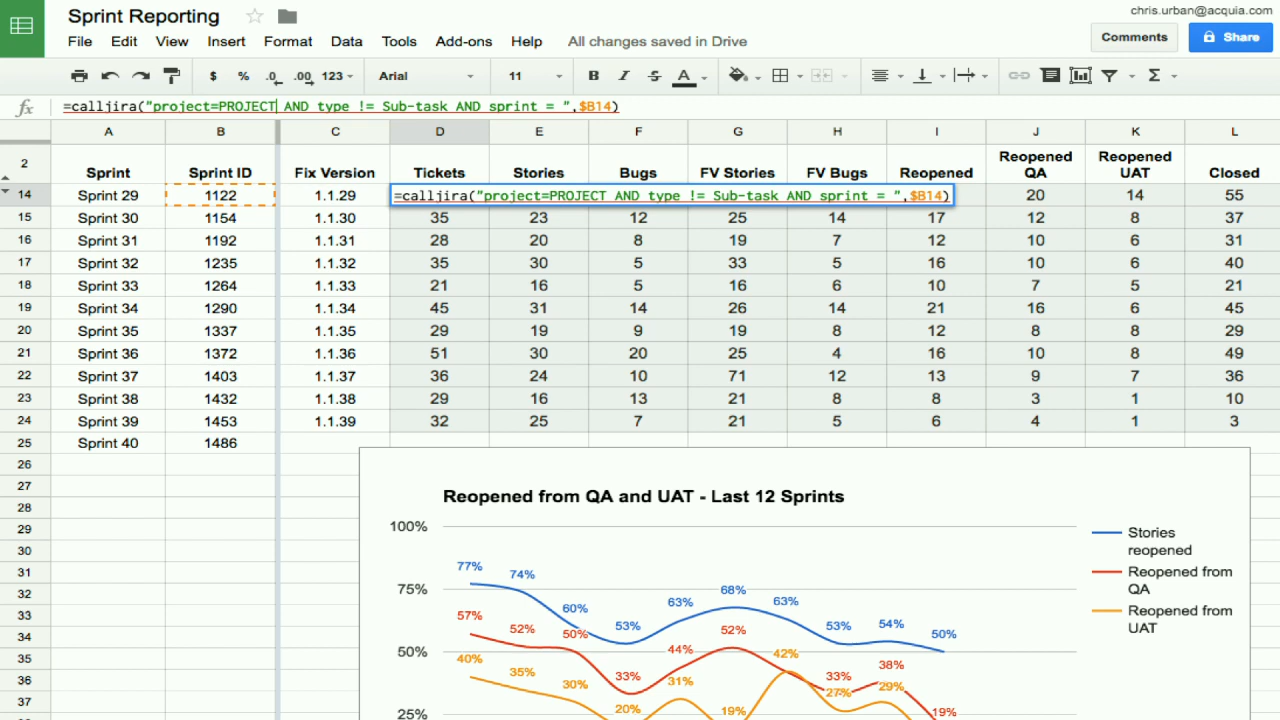 Sprint Reporting
chris.urban@acquia.com
File Edit View Insert Format Data Tools Add-ons Help All changes saved in Drive
Comments Share
$ % .0 .00 123 Arial 11 B I S A Σ
fx =calljira("project=PROJECT AND type != Sub-task AND sprint = ",$B14)
A B C D E F G H I J K L
2 Sprint Sprint ID Fix Version Tickets Stories Bugs FV Stories FV Bugs Reopened Reopened QA Reopened UAT Closed
14 Sprint 29 1122 1.1.29 =calljira("project=PROJECT AND type != Sub-task AND sprint = ",$B14) 20 14 55
15 Sprint 30 1154 1.1.30 35 23 12 25 14 17 12 8 37
16 Sprint 31 1192 1.1.31 28 20 8 19 7 12 10 6 31
17 Sprint 32 1235 1.1.32 35 30 5 33 5 16 10 6 40
18 Sprint 33 1264 1.1.33 21 16 5 16 6 10 7 5 21
19 Sprint 34 1290 1.1.34 45 31 14 26 14 21 16 6 45
20 Sprint 35 1337 1.1.35 29 19 9 19 8 12 8 8 29
21 Sprint 36 1372 1.1.36 51 30 20 25 4 16 10 8 49
22 Sprint 37 1403 1.1.37 36 24 10 71 12 13 9 7 36
23 Sprint 38 1432 1.1.38 29 16 13 21 8 8 3 1 10
24 Sprint 39 1453 1.1.39 32 25 7 21 5 6 4 1 3
25 Sprint 40 1486
26
27
28
29
30
31
32
33
34
35
36
37
Reopened from QA and UAT - Last 12 Sprints
100%
75%
50%
25%
77% 74% 60% 53% 63% 68% 63% 53% 54% 50%
57% 52% 50% 33% 44% 52% 33% 38% 19%
40% 35% 30% 20% 31% 19% 42% 27% 29%
Stories
reopened
Reopened from
QA
Reopened from
UAT